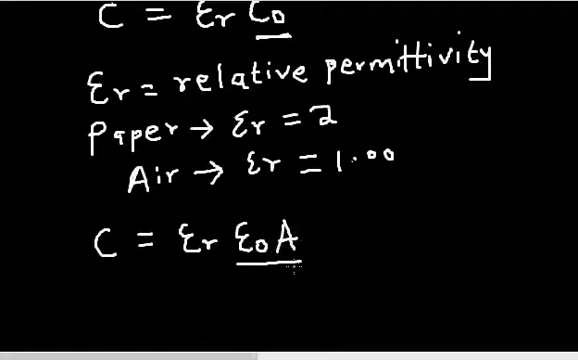 C = εr C₀
εr = relative permittivity
Paper → εr = 2
Air → εr = 1.00
C = εr ε₀A